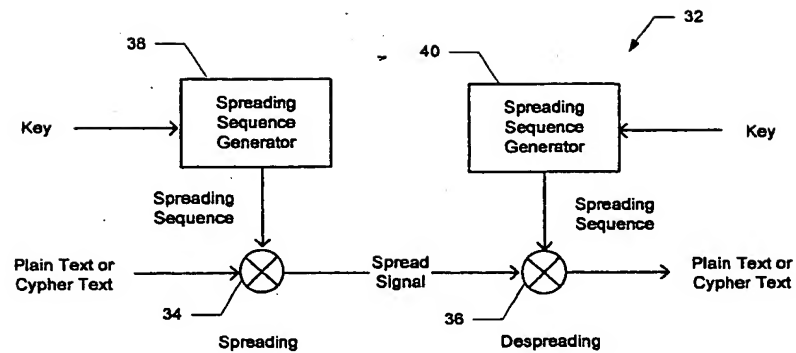 32
38
40
Spreading
Sequence
Generator
Spreading
Sequence
Generator
Key
Key
Spreading
Sequence
Spreading
Sequence
Plain Text or
Cypher Text
Spread
Signal
Plain Text or
Cypher Text
34
36
Spreading
Despreading